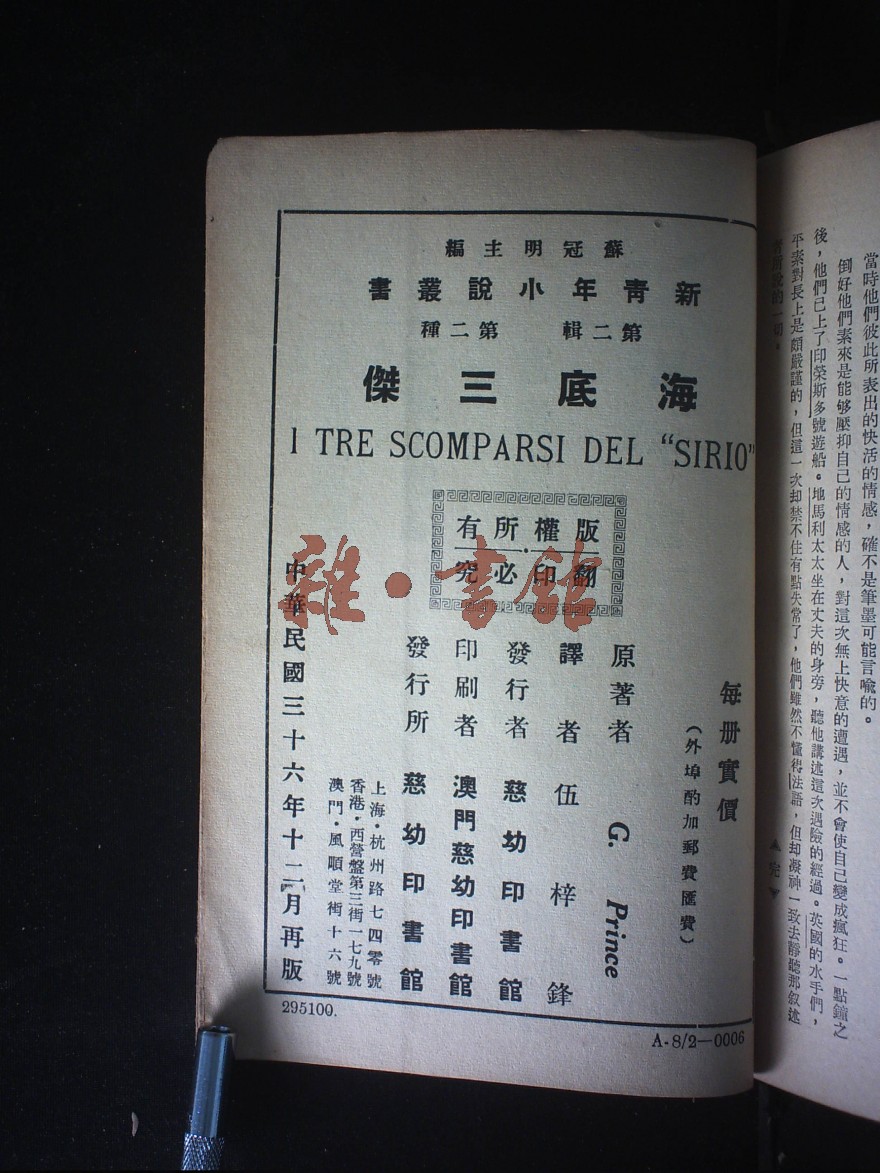 蘇冠明主編
新青年小說叢書
第二輯 第二種
海底三傑
I TRE SCOMPARSI DEL “SIRIO”
版權所有
翻印必究
每冊實價
(外埠酌加郵費匯費)
原著者 G. Prince
譯者 伍梓鋒
發行者 慈幼印書館
印刷者 澳門慈幼印書館
發行所 慈幼印書館
上海·杭州路七四零號
香港·西營盤第三街一七九號
澳門·風順堂街十六號
中華民國三十六年十二月再版
295100.
A-8/2—0006
雜·書館
當時他們彼此所表出的快活的情感,確不是筆墨可能言喻的。
倒好他們素來是能够壓抑自己的情感的人,對這次無上快意的遭遇,並不會使自己變成瘋狂。一點鐘之
後,他們已上了印榮斯多號遊船。地馬利太太坐在丈夫的身旁,聽他講述這次遇險的經過。英國的水手們,
平素對長上是頗嚴謹的,但這一次却禁不住有點失常了,他們雖然不懂得法語,但却凝神一致去靜聽那叙述
的一切。
▲完▼